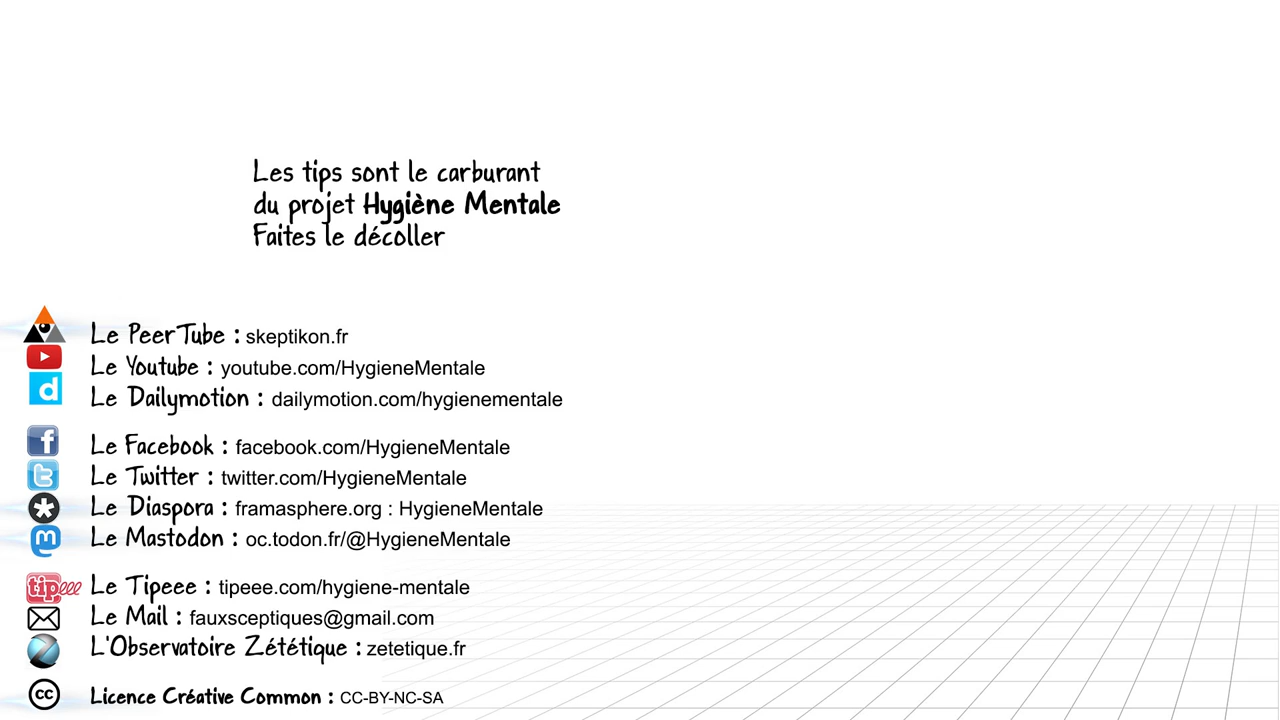 Les tips sont le carburant
du projet Hygiène Mentale
Faites le décoller
Le PeerTube : skeptikon.fr
Le Youtube : youtube.com/HygieneMentale
d Le Dailymotion : dailymotion.com/hygienementale
f Le Facebook : facebook.com/HygieneMentale
t Le Twitter : twitter.com/HygieneMentale
* Le Diaspora : framasphere.org : HygieneMentale
m Le Mastodon : oc.todon.fr/@HygieneMentale
tipeee Le Tipeee : tipeee.com/hygiene-mentale
Le Mail : fauxsceptiques@gmail.com
Z L'Observatoire Zététique : zetetique.fr
cc Licence Créative Common : CC-BY-NC-SA